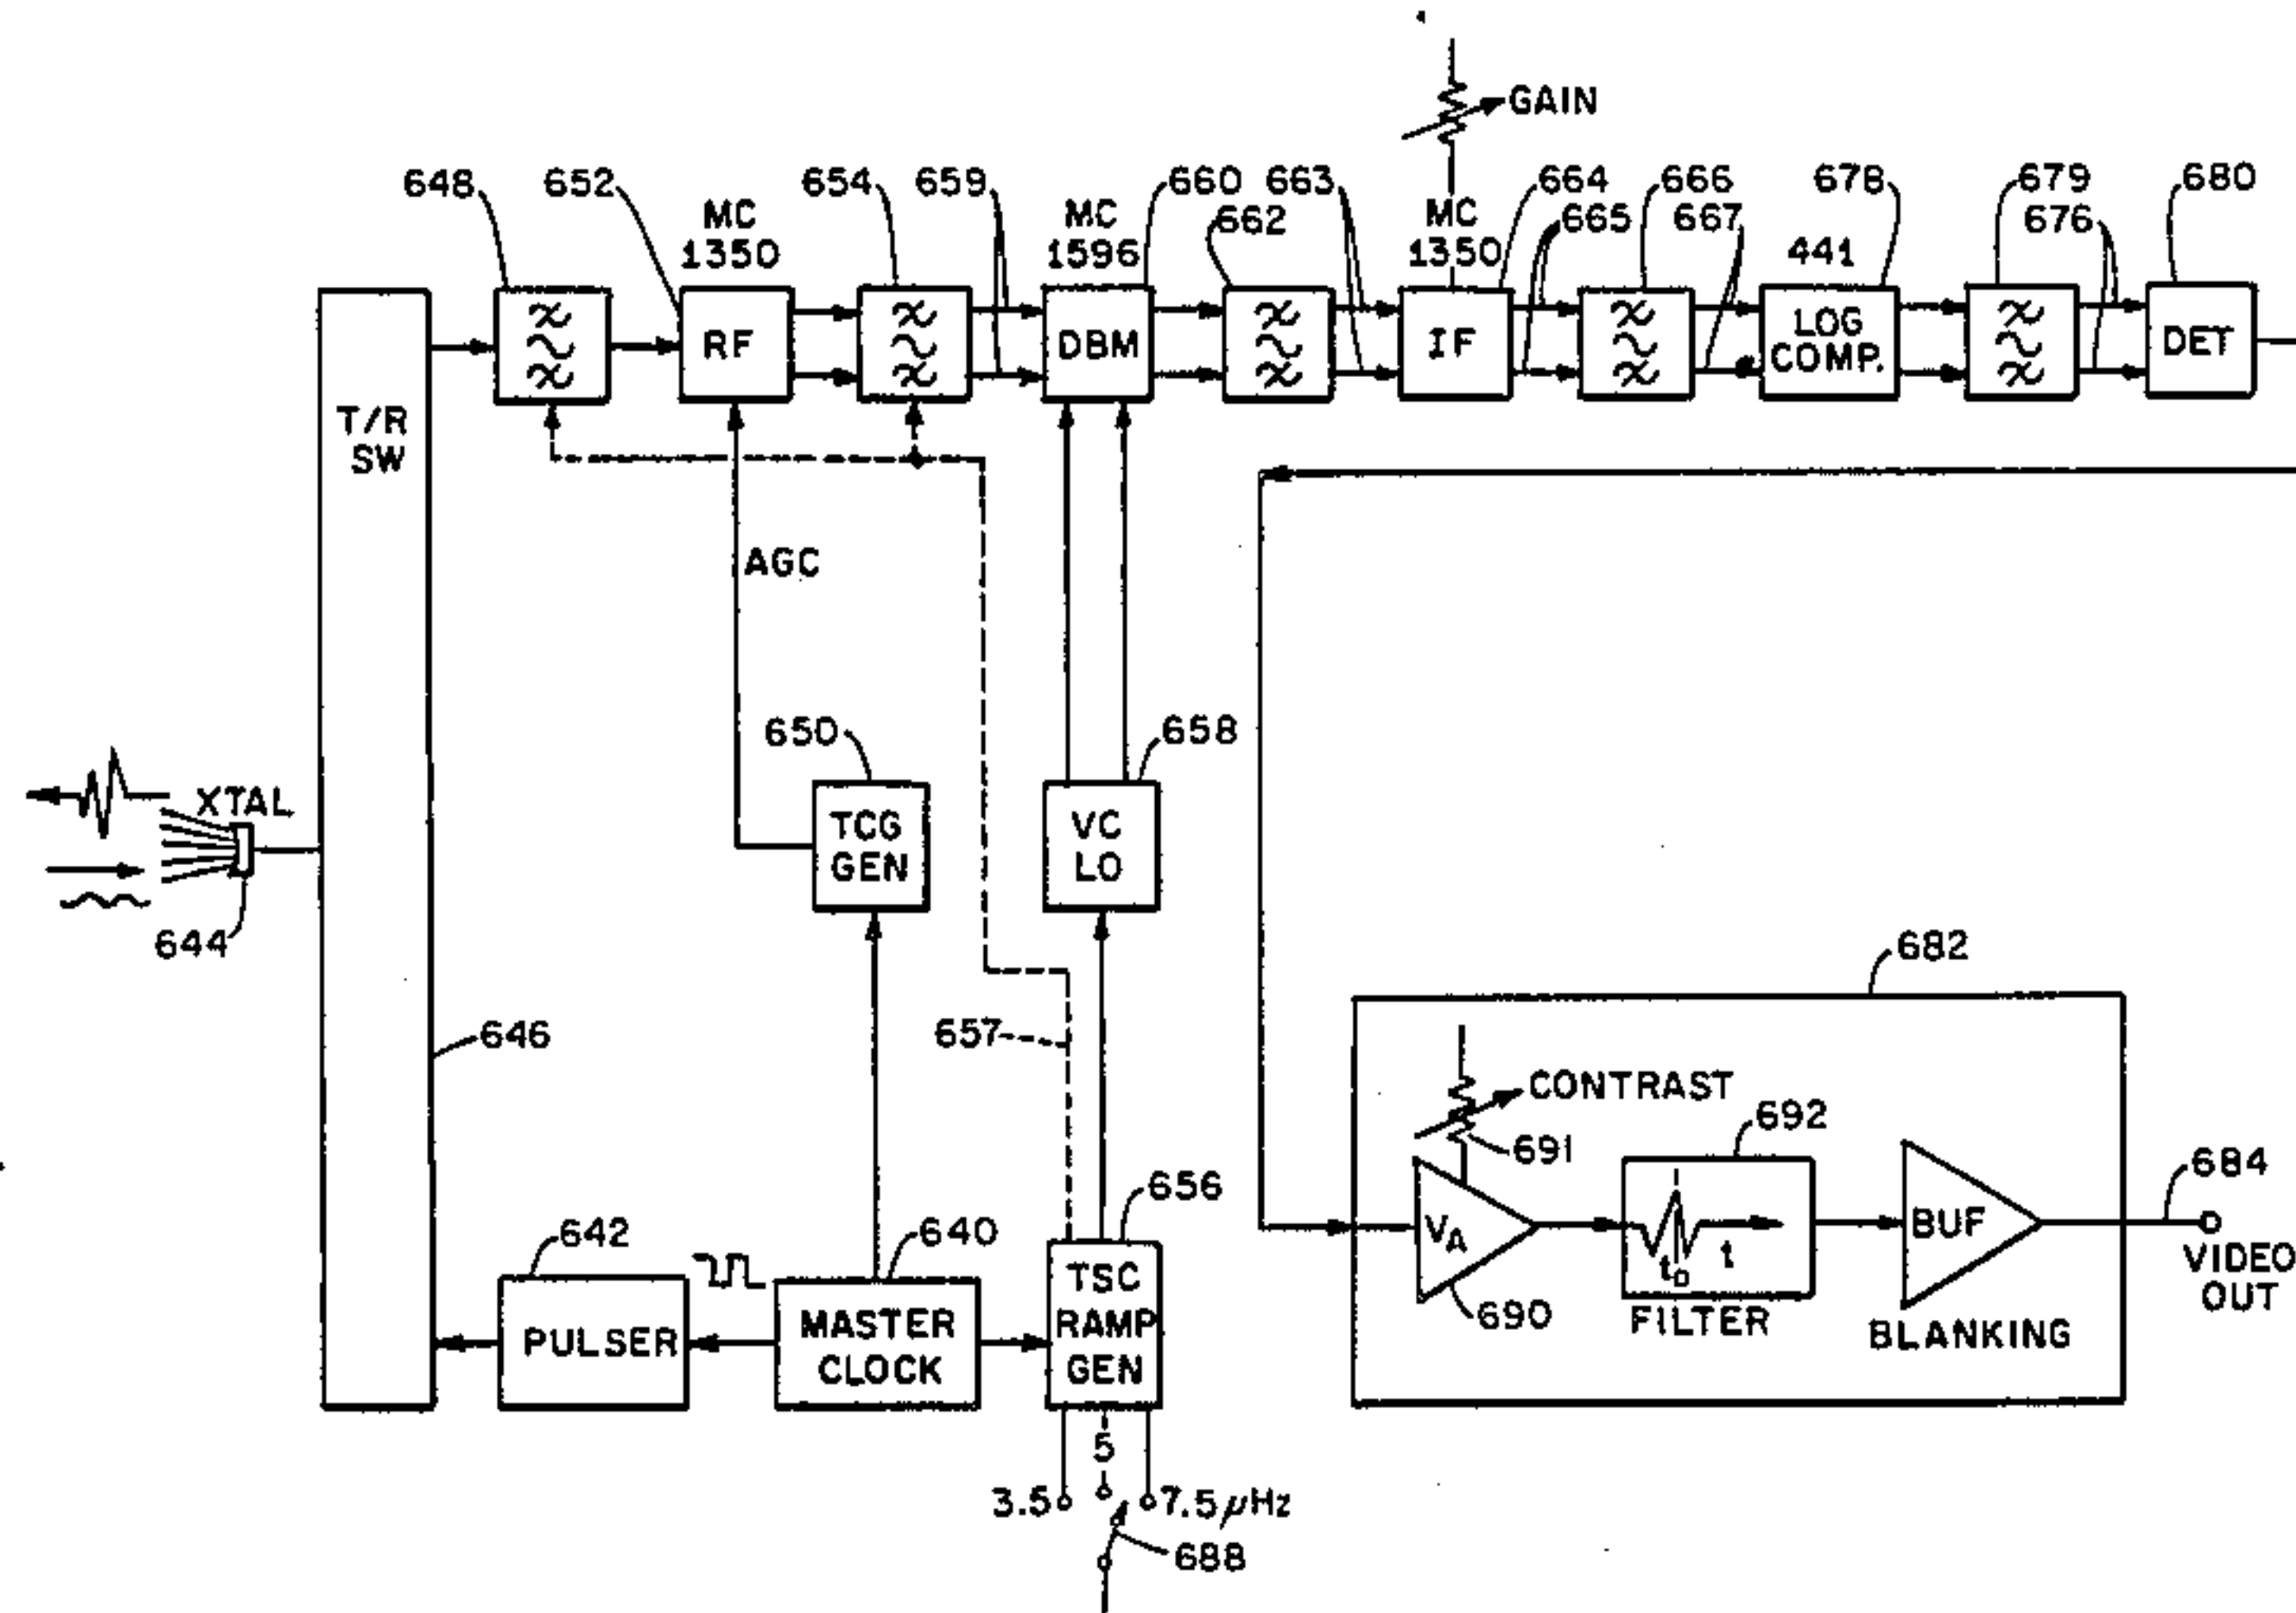 GAIN
648
652
654
659
660
663
664
666
678
679
680
MC
1350
MC
1596
662
MC
1350
665
667
441
676
RF
DBM
IF
LOG
COMP.
DET
T/R
SW
AGC
650
658
XTAL
TCG
GEN
VC
LO
644
682
646
657
CONTRAST
691
692
656
684
642
640
VA
t0
t
BUF
690
FILTER
BLANKING
VIDEO
OUT
PULSER
MASTER
CLOCK
TSC
RAMP
GEN
5
3.5
7.5 μHz
688